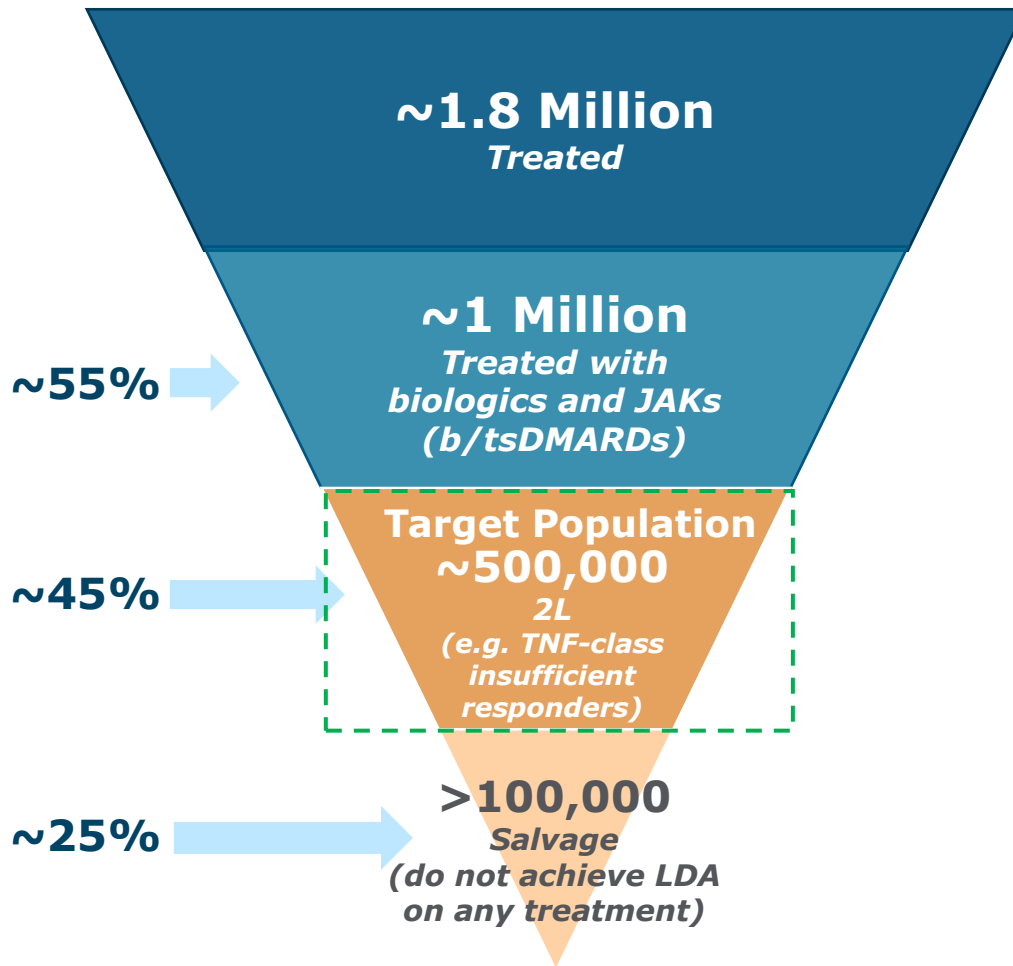 ~1.8 Million
Treated
~1 Million
Treated with
biologics and JAKs
(b/tsDMARDs)
~55%
Target Population
~500,000
2L
(e.g. TNF-class
insufficient
responders)
~45%
>100,000
Salvage
(do not achieve LDA
on any treatment)
~25%